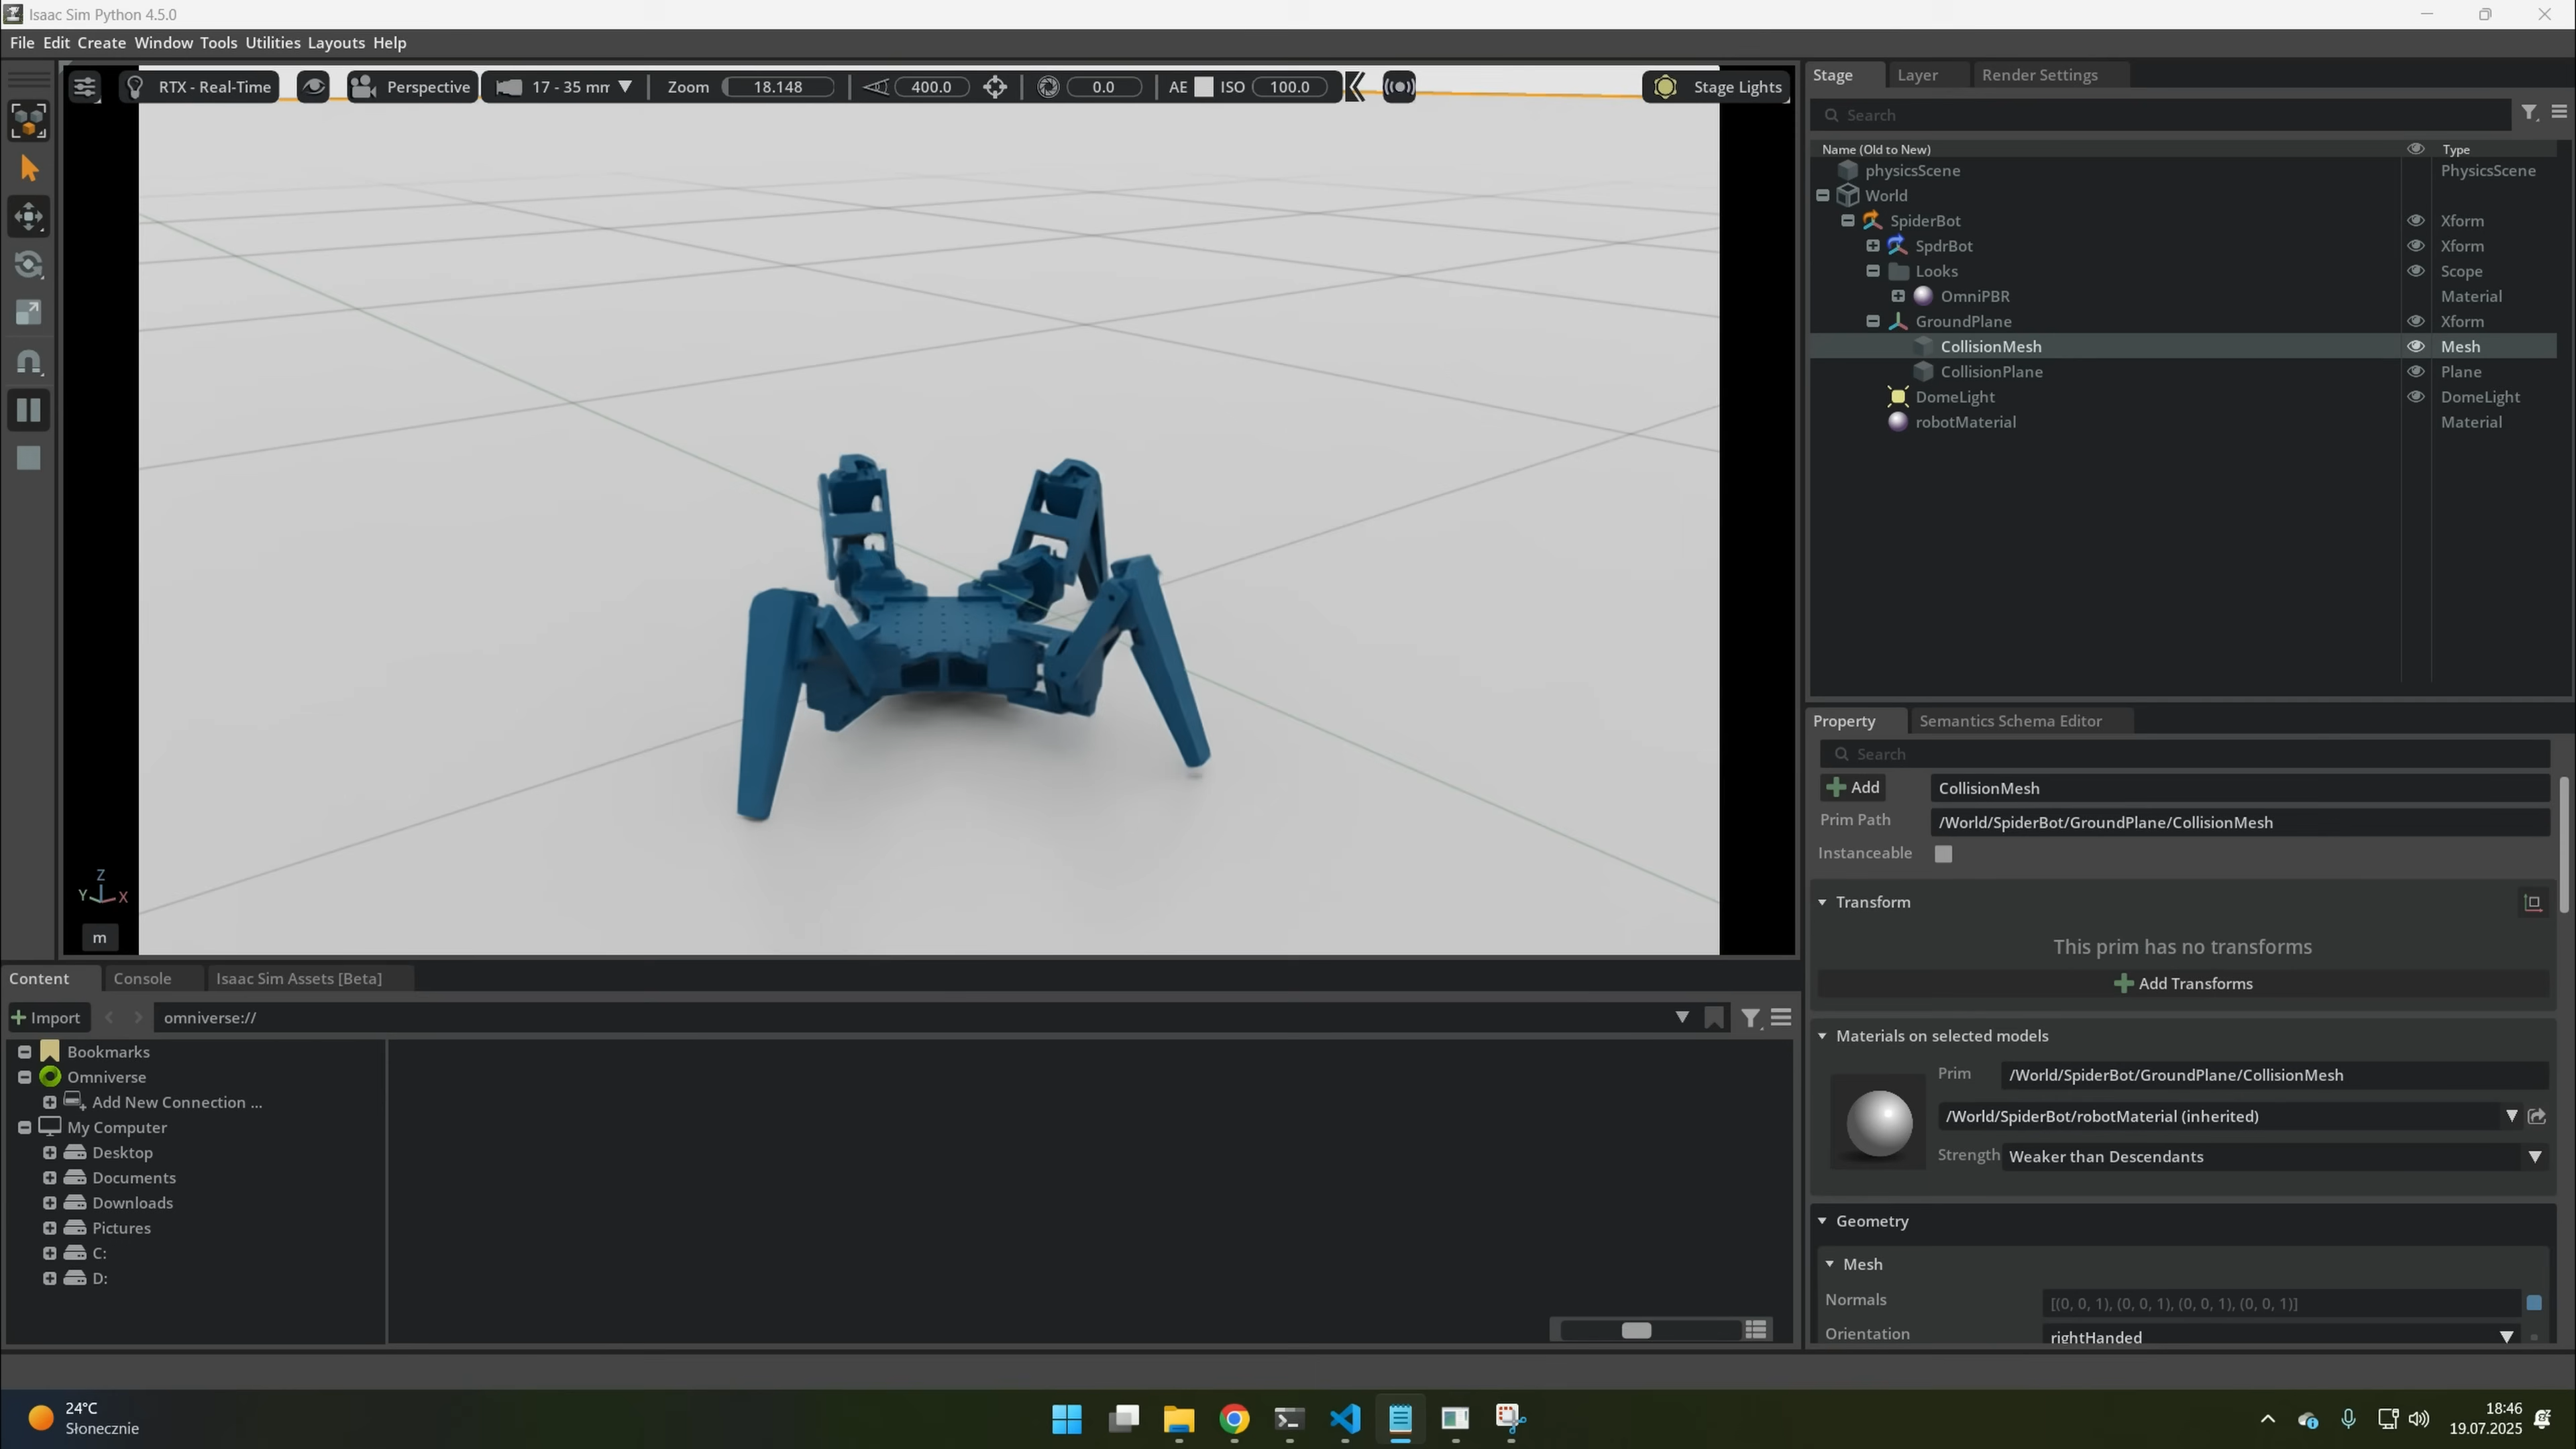 Isaac Sim Python 4.5.0
File Edit Create Window Tools Utilities Layouts Help
RTX - Real-Time
Perspective
17 - 35 mm
Zoom 18.148
400.0
0.0
AE ISO 100.0
Stage Lights
Z
Y X
m
Stage Layer Render Settings
Search
Name (Old to New) Type
physicsScene PhysicsScene
World
SpiderBot Xform
SpdrBot Xform
Looks Scope
OmniPBR Material
GroundPlane Xform
CollisionMesh Mesh
CollisionPlane Plane
DomeLight DomeLight
robotMaterial Material
Property Semantics Schema Editor
Search
Add CollisionMesh
Prim Path /World/SpiderBot/GroundPlane/CollisionMesh
Instanceable
Transform
This prim has no transforms
Add Transforms
Materials on selected models
Prim /World/SpiderBot/GroundPlane/CollisionMesh
/World/SpiderBot/robotMaterial (inherited)
Strength Weaker than Descendants
Geometry
Mesh
Normals [(0, 0, 1), (0, 0, 1), (0, 0, 1), (0, 0, 1)]
Orientation rightHanded
Content Console Isaac Sim Assets [Beta]
Import omniverse://
Bookmarks
Omniverse
Add New Connection ...
My Computer
Desktop
Documents
Downloads
Pictures
C:
D:
24°C
Słonecznie
18:46
19.07.2025